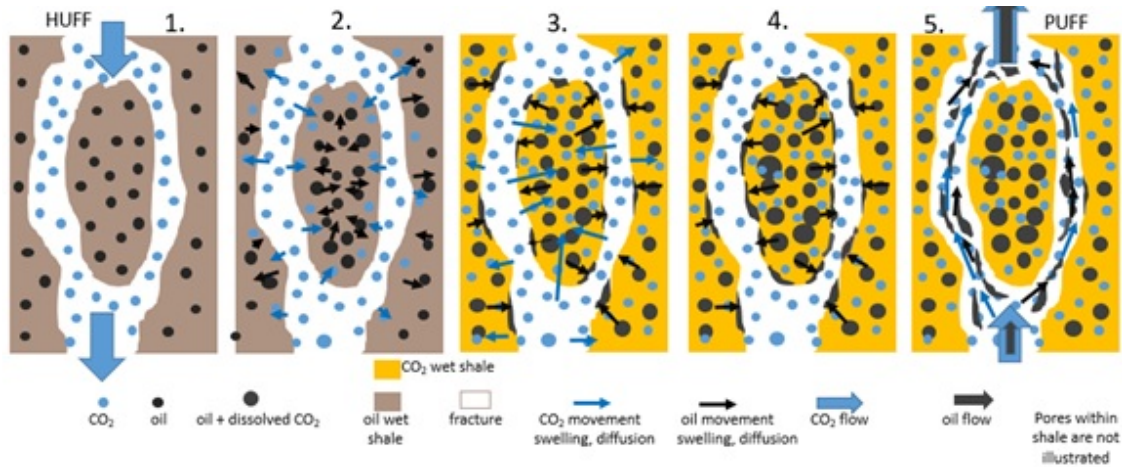 HUFF 1. 2. 3. 4. 5. PUFF
CO2 wet shale
CO2 oil oil + dissolved CO2 oil wet fracture CO2 movement oil movement CO2 flow oil flow Pores within
shale swelling, diffusion swelling, diffusion shale are not
illustrated